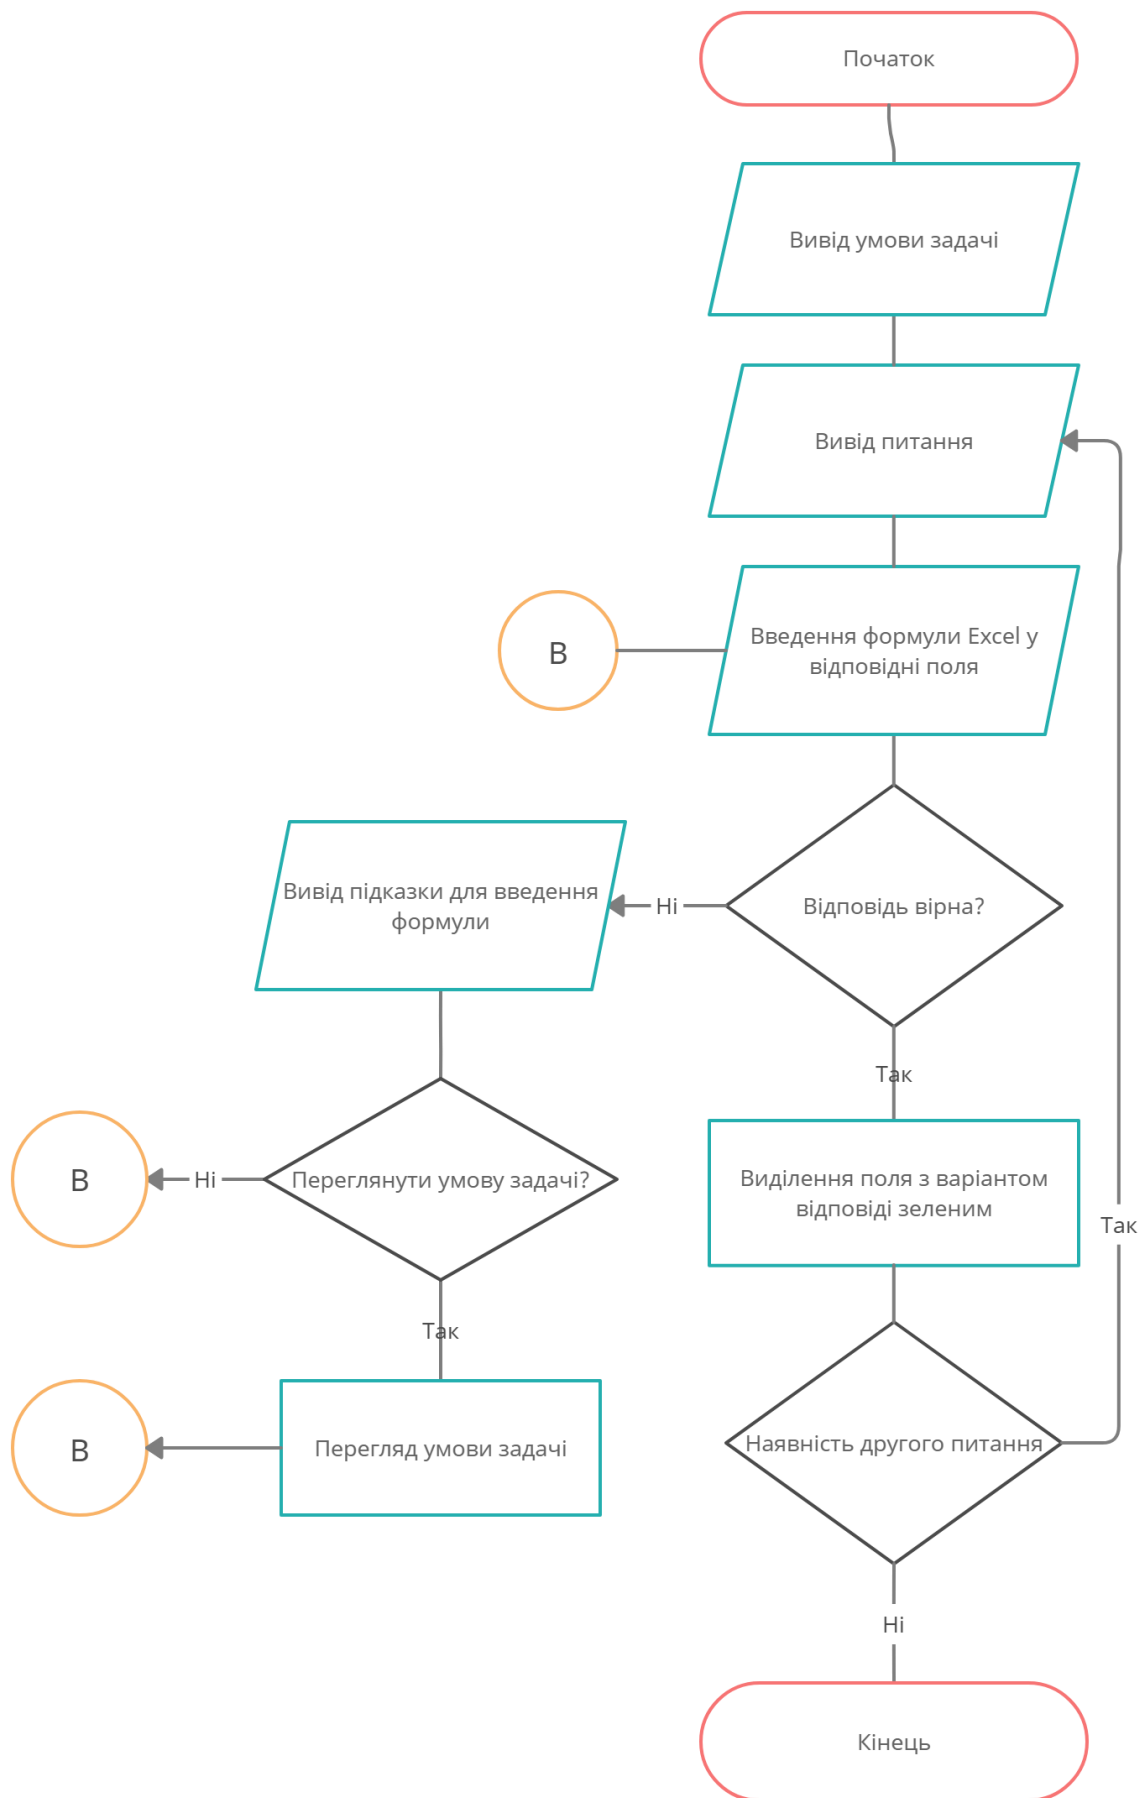 Початок
Вивід умови задачі
Вивід питання
Введення формули Excel у
відповідні поля
В
Відповідь вірна?
Ні
Вивід підказки для введення
формули
Так
Виділення поля з варіантом
відповіді зеленим
Переглянути умову задачі?
Ні
В
Так
Так
Перегляд умови задачі
В
Наявність другого питання
Ні
Кінець